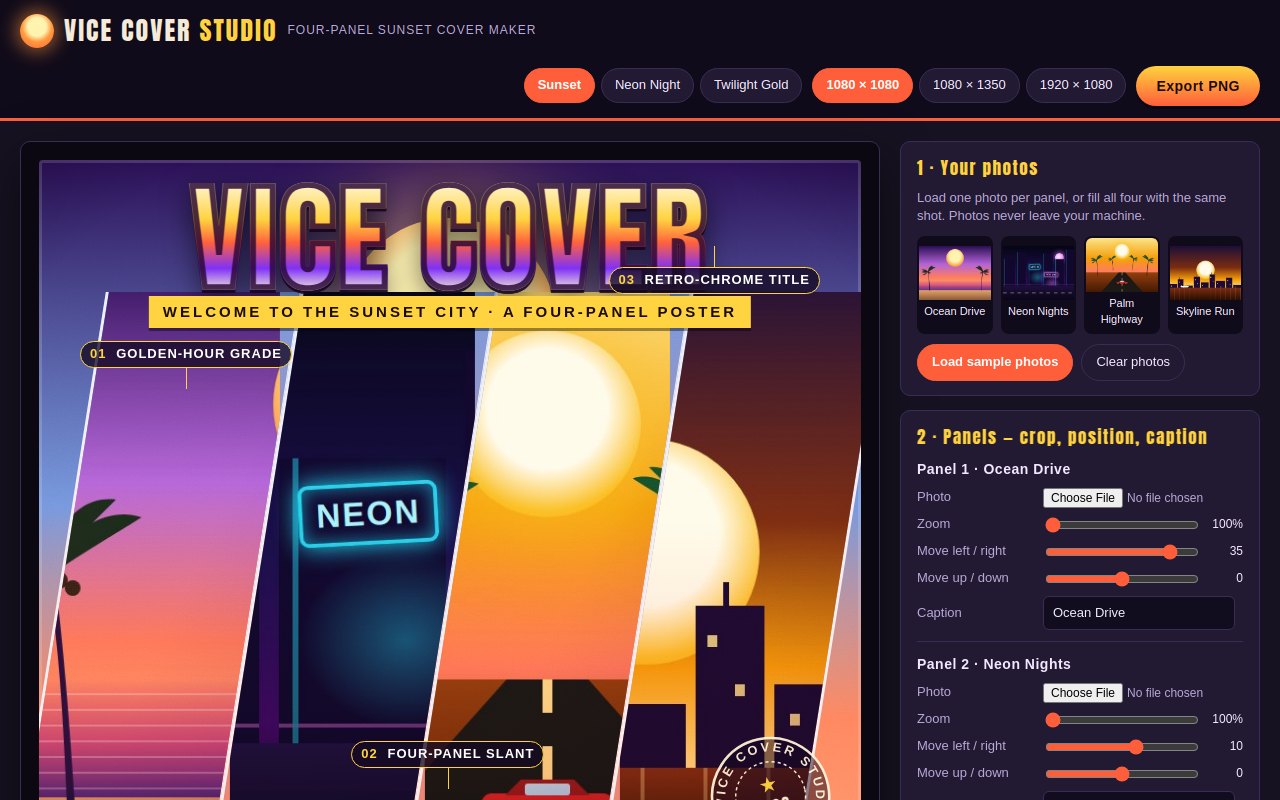 VICE COVER STUDIO FOUR-PANEL SUNSET COVER MAKER
Sunset Neon Night Twilight Gold 1080 × 1080 1080 × 1350 1920 × 1080 Export PNG
VICE COVER
03 RETRO-CHROME TITLE
WELCOME TO THE SUNSET CITY · A FOUR-PANEL POSTER
01 GOLDEN-HOUR GRADE
NEON
02 FOUR-PANEL SLANT
VICE COVER
1 · Your photos
Load one photo per panel, or fill all four with the same
shot. Photos never leave your machine.
Ocean Drive
Neon Nights
Palm
Highway
Skyline Run
Load sample photos Clear photos
2 · Panels – crop, position, caption
Panel 1 · Ocean Drive
Photo Choose File No file chosen
Zoom 100%
Move left / right 35
Move up / down 0
Caption Ocean Drive
Panel 2 · Neon Nights
Photo Choose File No file chosen
Zoom 100%
Move left / right 10
Move up / down 0